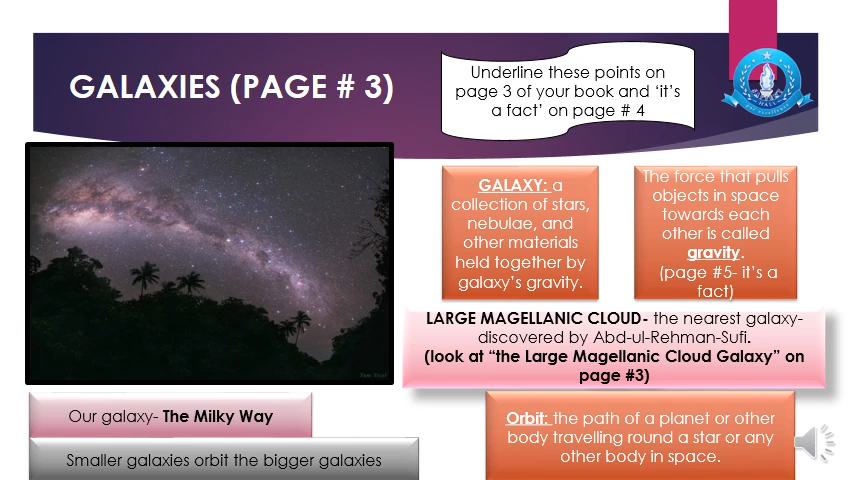 GALAXIES (PAGE # 3)
Underline these points on
page 3 of your book and ‘it’s
a fact’ on page # 4
GALAXY: a
collection of stars,
nebulae, and
other materials
held together by
galaxy’s gravity.
The force that pulls
objects in space
towards each
other is called
gravity.
(page #5- it’s a
fact)
LARGE MAGELLANIC CLOUD- the nearest galaxy-
discovered by Abd-ul-Rehman-Sufi.
(look at “the Large Magellanic Cloud Galaxy” on
page #3)
Our galaxy- The Milky Way
Smaller galaxies orbit the bigger galaxies
Orbit: the path of a planet or other
body travelling round a star or any
other body in space.